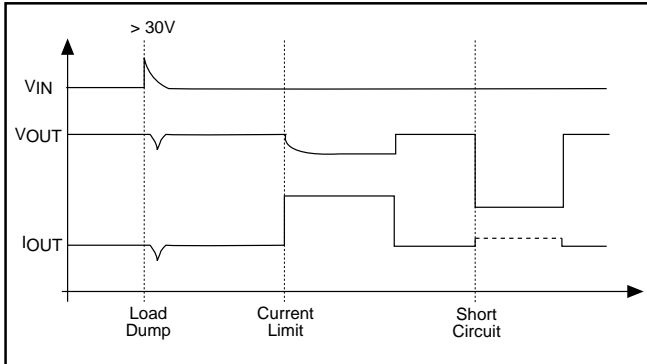 > 30V
VIN
VOUT
IOUT
Load
Dump
Current
Limit
Short
Circuit